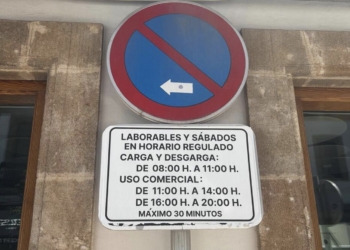 LABORABLES Y SÁBADOS
EN HORARIO REGULADO
CARGA Y DESGARGA:
DE 08:00 H. A 11:00 H.
USO COMERCIAL:
DE 11:00 H. A 14:00 H.
DE 16:00 H. A 20:00 H.
MÁXIMO 30 MINUTOS